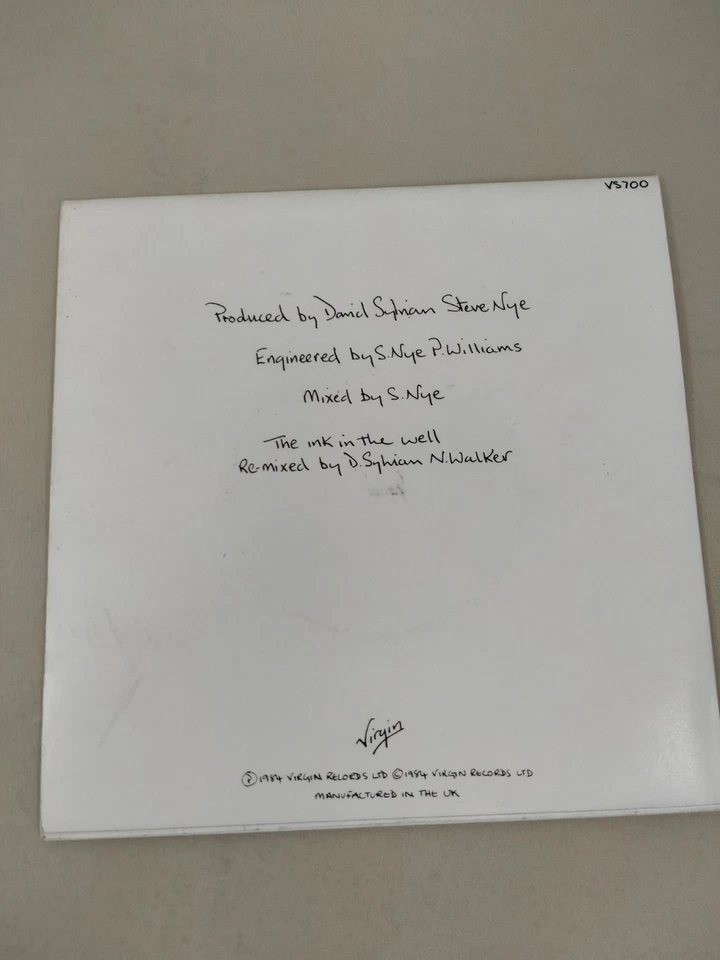 VS700
Produced by David Sylvian Steve Nye
Engineered by S.Nye P.Williams
Mixed by S.Nye
The ink in the well
Re-mixed by D.Sylvian N.Walker
Virgin
Ⓟ1984 VIRGIN RECORDS LTD ©1984 VIRGIN RECORDS LTD
MANUFACTURED IN THE UK